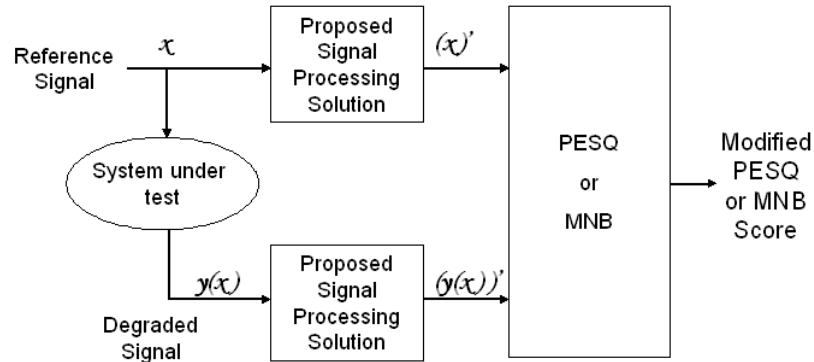 Reference
Signal
x
Proposed
Signal
Processing
Solution
(x)'
System under
test
y(x)
Degraded
Signal
Proposed
Signal
Processing
Solution
(y(x))'
PESQ
or
MNB
Modified
PESQ
or MNB
Score